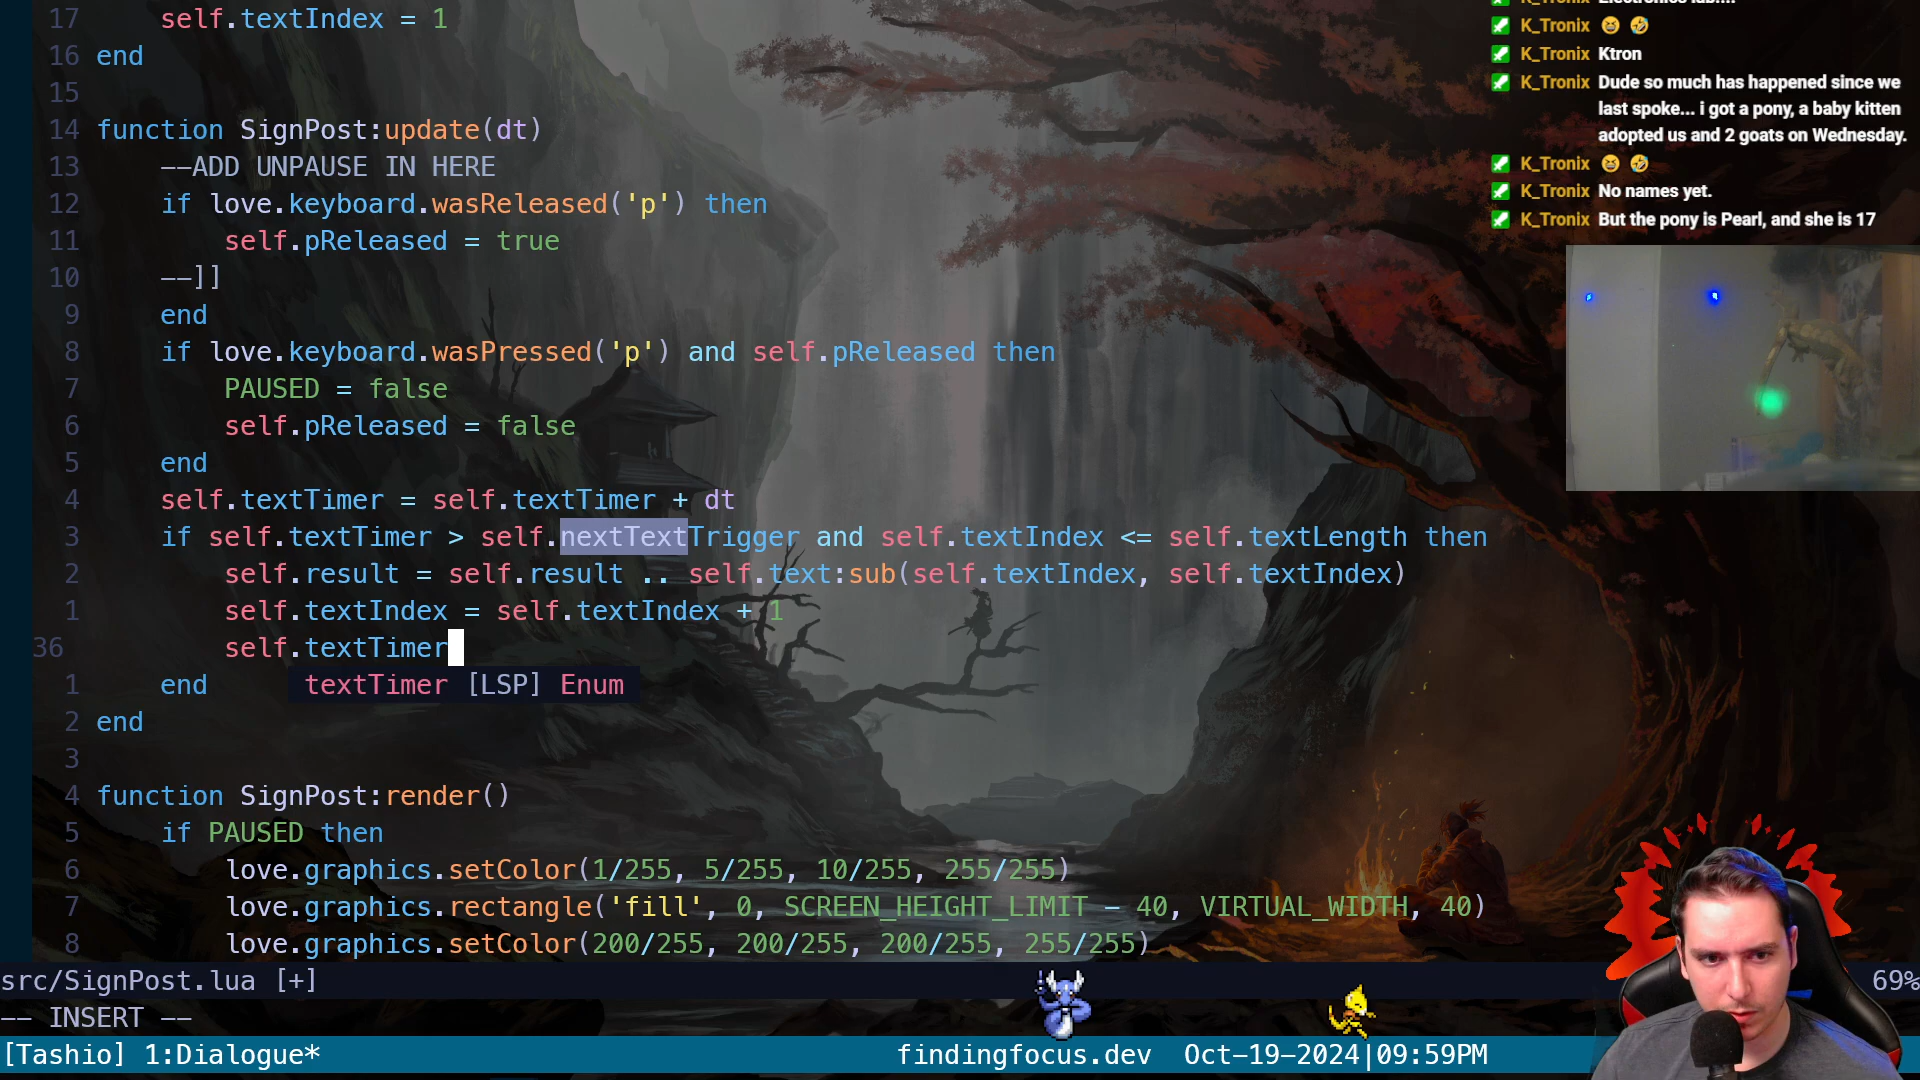 17     self.textIndex = 1
16 end
15
14 function SignPost:update(dt)
13     --ADD UNPAUSE IN HERE
12     if love.keyboard.wasReleased('p') then
11         self.pReleased = true
10     --]]
9     end
8     if love.keyboard.wasPressed('p') and self.pReleased then
7         PAUSED = false
6         self.pReleased = false
5     end
4     self.textTimer = self.textTimer + dt
3     if self.textTimer > self.nextTextTrigger and self.textIndex <= self.textLength then
2         self.result = self.result .. self.text:sub(self.textIndex, self.textIndex)
1         self.textIndex = self.textIndex + 1
36         self.textTimer
1     end     textTimer [LSP] Enum
2 end
3
4 function SignPost:render()
5     if PAUSED then
6         love.graphics.setColor(1/255, 5/255, 10/255, 255/255)
7         love.graphics.rectangle('fill', 0, SCREEN_HEIGHT_LIMIT - 40, VIRTUAL_WIDTH, 40)
8         love.graphics.setColor(200/255, 200/255, 200/255, 255/255)
src/SignPost.lua [+] 69%
-- INSERT --
[Tashio] 1:Dialogue* findingfocus.dev Oct-19-2024|09:59PM
K_Tronix 😆 🤣
K_Tronix Ktron
K_Tronix Dude so much has happened since we
last spoke... i got a pony, a baby kitten
adopted us and 2 goats on Wednesday.
K_Tronix 😆 🤣
K_Tronix No names yet.
K_Tronix But the pony is Pearl, and she is 17